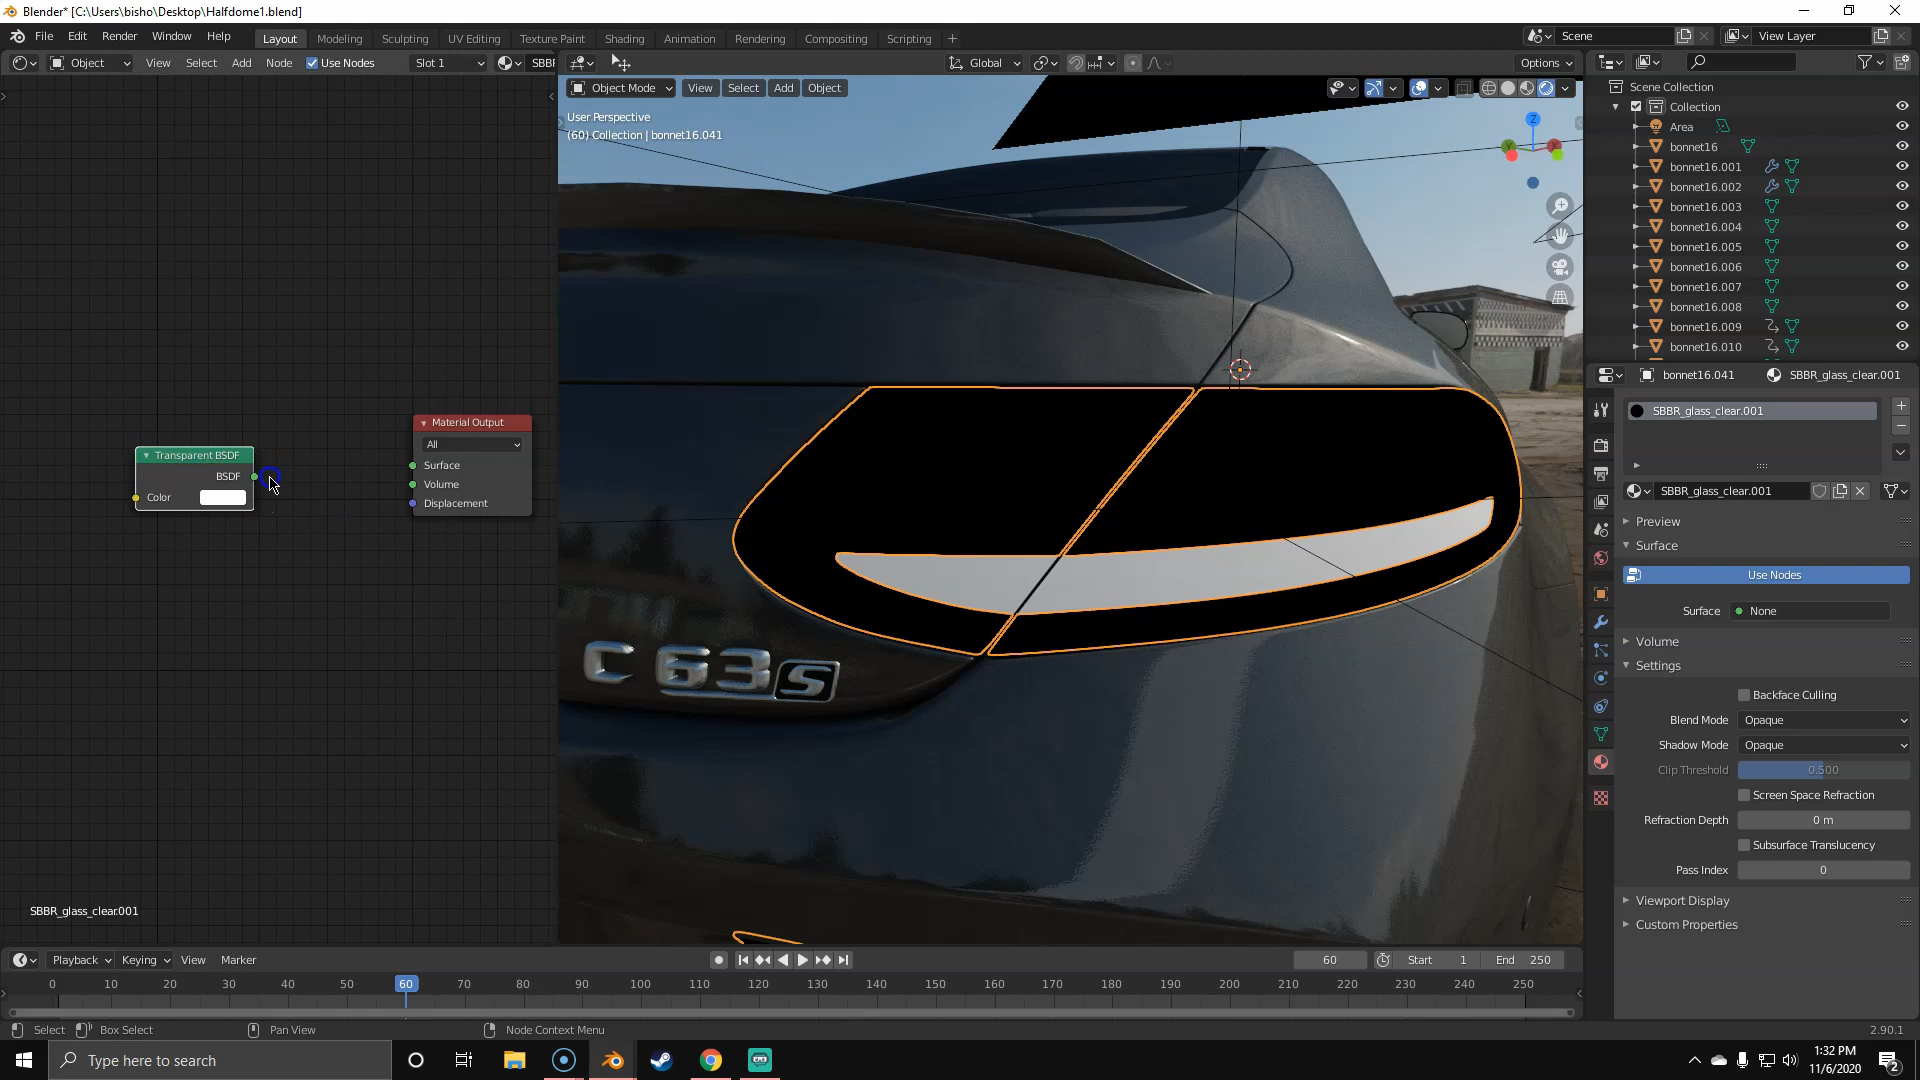 Blender* [C:\Users\bisho\Desktop\Halfdome1.blend]
File Edit Render Window Help
Layout Modeling Sculpting UV Editing Texture Paint Shading Animation Rendering Compositing Scripting +
Scene
View Layer
Object View Select Add Node Use Nodes Slot 1 SBBR
Global
Options
Object Mode View Select Add Object
User Perspective
(60) Collection | bonnet16.041
Z
Y
Scene Collection
Collection
Area
bonnet16
bonnet16.001
bonnet16.002
bonnet16.003
bonnet16.004
bonnet16.005
bonnet16.006
bonnet16.007
bonnet16.008
bonnet16.009
bonnet16.010
Transparent BSDF
BSDF
Color
Material Output
All
Surface
Volume
Displacement
C 63 S
SBBR_glass_clear.001
bonnet16.041 SBBR_glass_clear.001
SBBR_glass_clear.001
SBBR_glass_clear.001
Preview
Surface
Use Nodes
Surface None
Volume
Settings
Backface Culling
Blend Mode Opaque
Shadow Mode Opaque
Clip Threshold 0.500
Screen Space Refraction
Refraction Depth 0 m
Subsurface Translucency
Pass Index 0
Viewport Display
Custom Properties
Playback Keying View Marker
60 Start 1 End 250
0 10 20 30 40 50 60 70 80 90 100 110 120 130 140 150 160 170 180 190 200 210 220 230 240 250
Select Box Select Pan View Node Context Menu 2.90.1
Type here to search
1:32 PM
11/6/2020
2